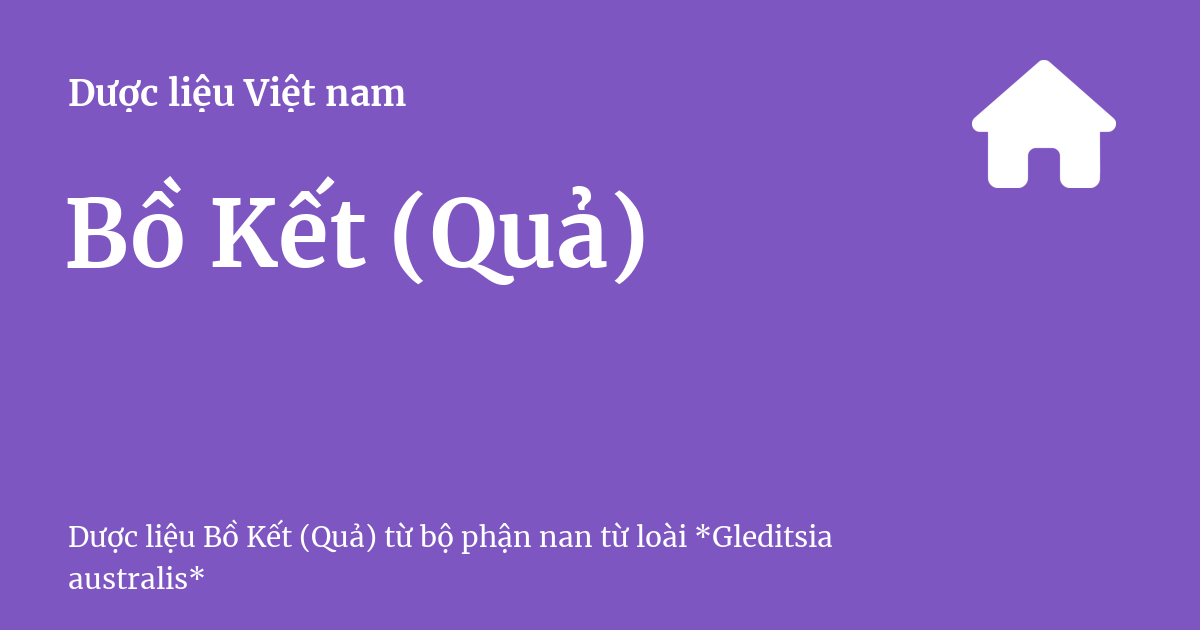 Dược liệu Việt nam
Bồ Kết (Quả)
Dược liệu Bồ Kết (Quả) từ bộ phận nan từ loài *Gleditsia
australis*